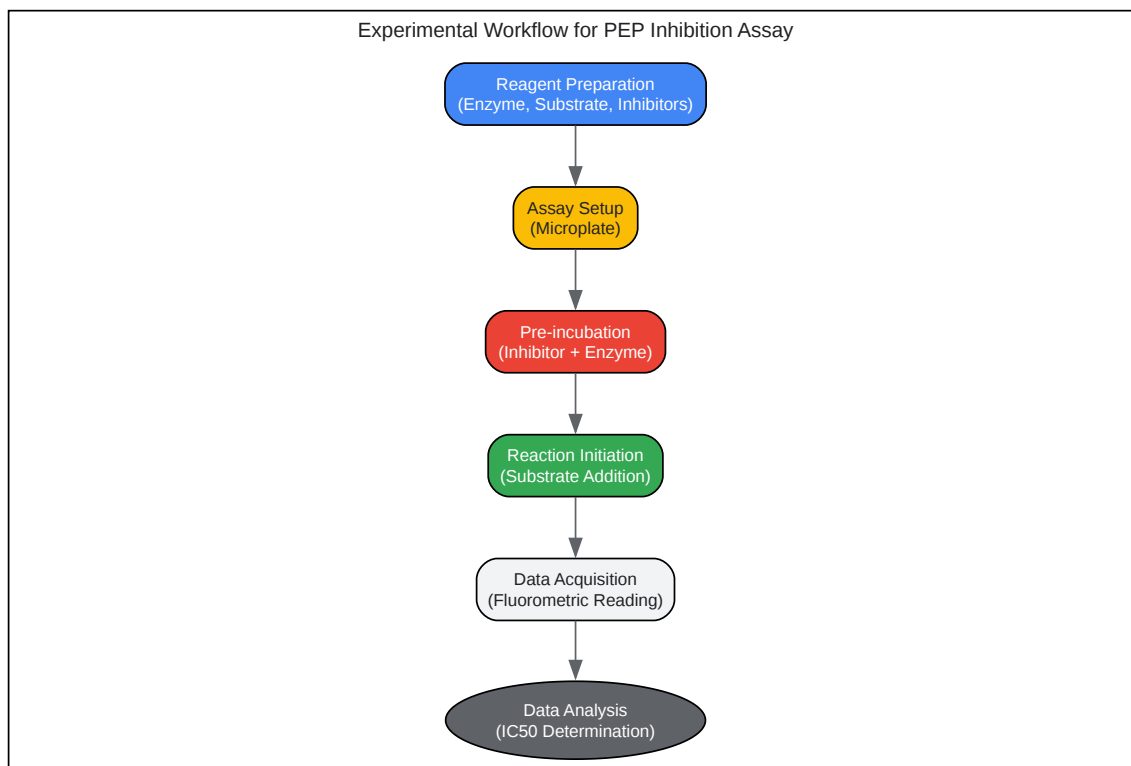 Experimental Workflow for PEP Inhibition Assay
Reagent Preparation
(Enzyme, Substrate, Inhibitors)
Assay Setup
(Microplate)
Pre-incubation
(Inhibitor + Enzyme)
Reaction Initiation
(Substrate Addition)
Data Acquisition
(Fluorometric Reading)
Data Analysis
(IC50 Determination)